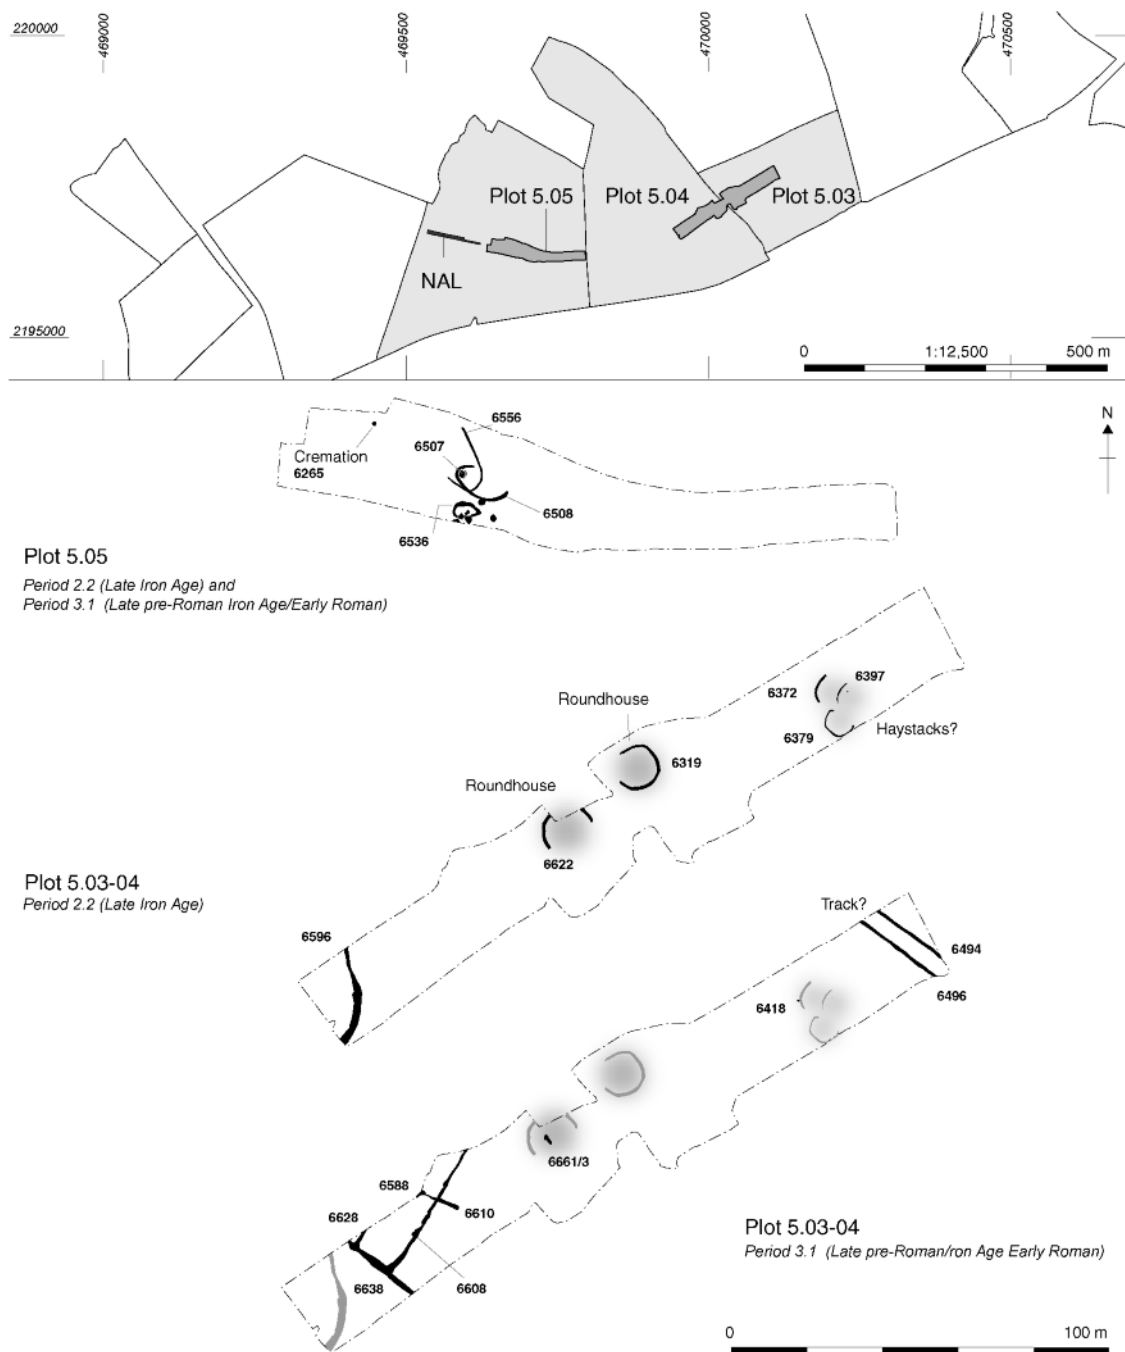 220000
469000
469500
470000
470500
Plot 5.05
Plot 5.04
Plot 5.03
NAL
2195000
0
1:12,500
500 m
6556
N
6507
Cremation
6265
6508
6536
Plot 5.05
Period 2.2 (Late Iron Age) and
Period 3.1 (Late pre-Roman Iron Age/Early Roman)
Roundhouse
6372
6397
6379
Haystacks?
6319
Roundhouse
6622
Plot 5.03-04
Period 2.2 (Late Iron Age)
6596
Track?
6494
6496
6418
6661/3
6588
6610
6628
6638
6608
Plot 5.03-04
Period 3.1 (Late pre-Roman/ron Age Early Roman)
0
100 m